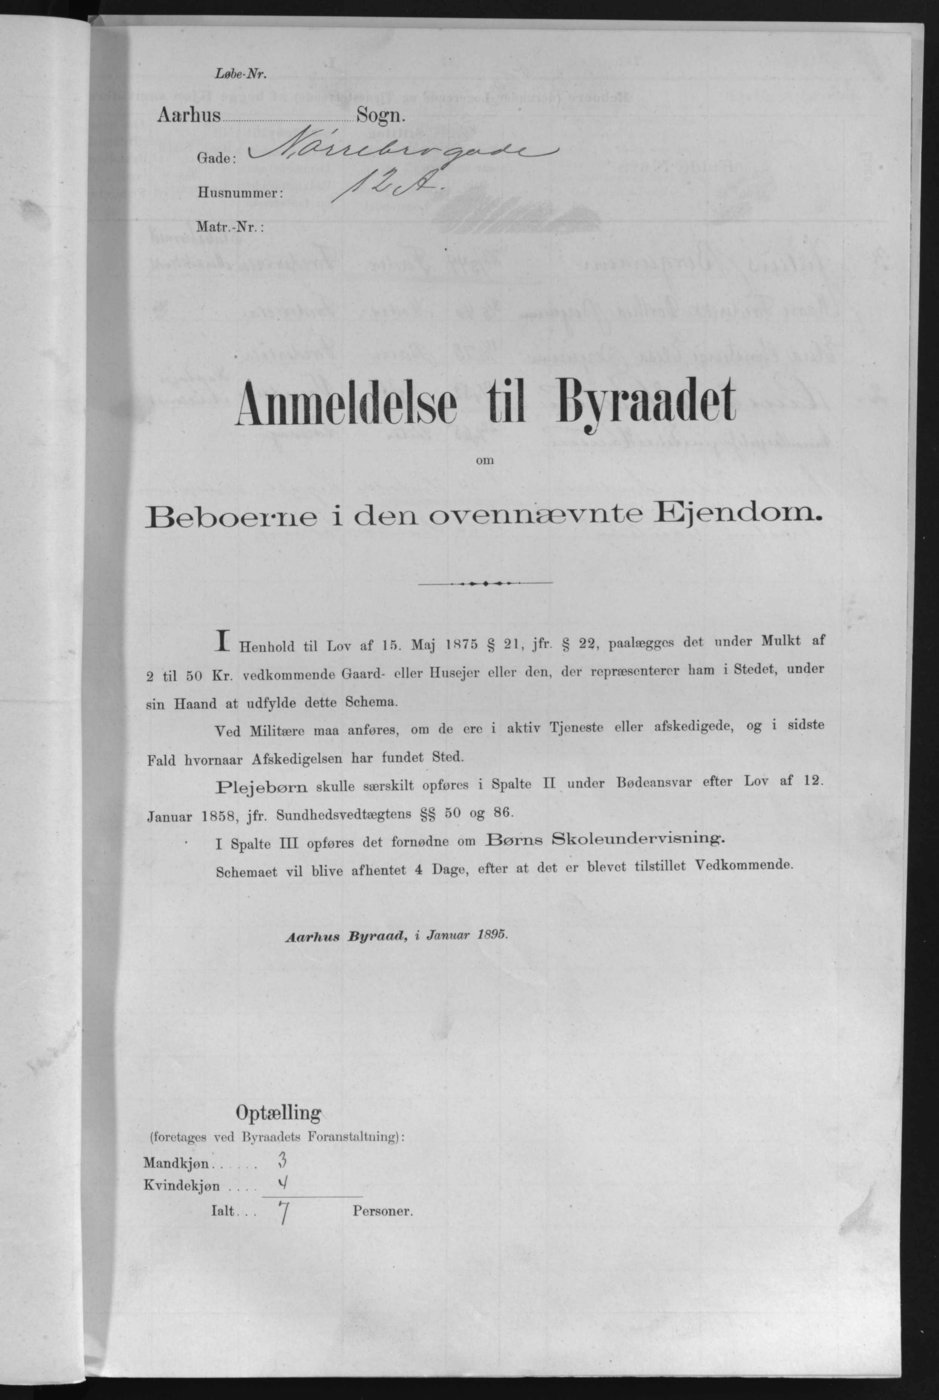 Løbe-Nr.
Aarhus Sogn.
Gade: Nørrebrogade
Husnummer: 12 A.
Matr.-Nr.:
Anmeldelse til Byraadet
om
Beboerne i den ovennævnte Ejendom.
I Henhold til Lov af 15. Maj 1875 § 21, jfr. § 22, paalægges det under Mulkt af
2 til 50 Kr. vedkommende Gaard- eller Husejer eller den, der repræsenterer ham i Stedet, under
sin Haand at udfylde dette Schema.
Ved Militære maa anføres, om de ere i aktiv Tjeneste eller afskedigede, og i sidste
Fald hvornaar Afskedigelsen har fundet Sted.
Plejebørn skulle særskilt opføres i Spalte II under Bødeansvar efter Lov af 12.
Januar 1858, jfr. Sundhedsvedtægtens §§ 50 og 86.
I Spalte III opføres det fornødne om Børns Skoleundervisning.
Schemaet vil blive afhentet 4 Dage, efter at det er blevet tilstillet Vedkommende.
Aarhus Byraad, i Januar 1895.
Optælling
(foretages ved Byraadets Foranstaltning):
Mandkjøn...... 3
Kvindekjøn.... 4
Ialt... 7 Personer.